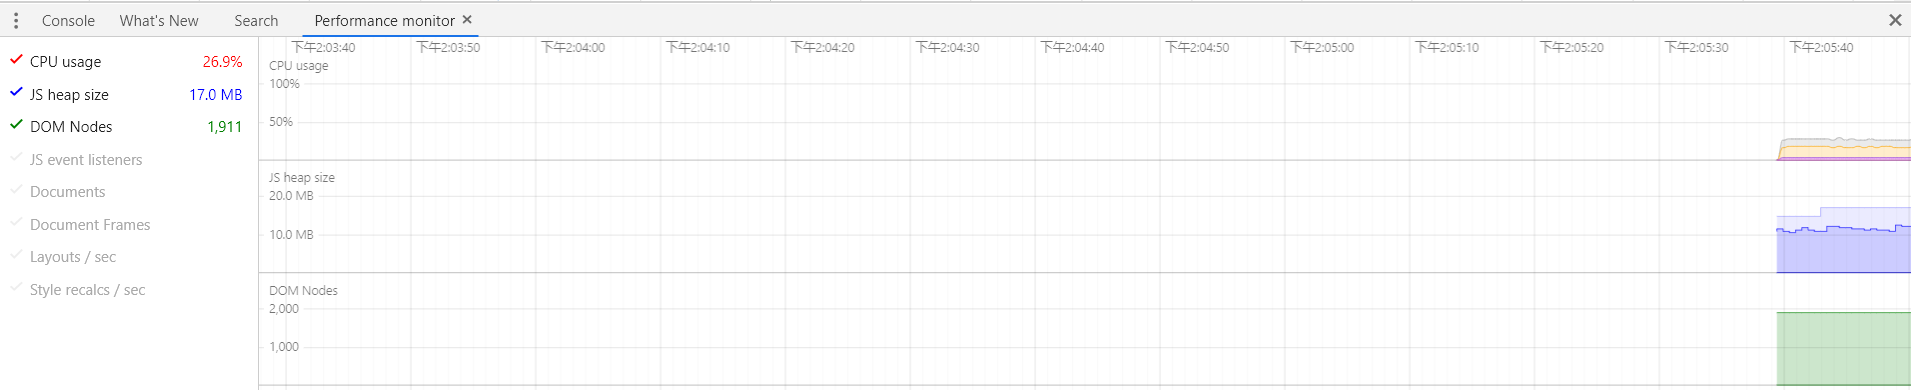 Console What's New Search Performance monitor ×
CPU usage 26.9%
JS heap size 17.0 MB
DOM Nodes 1,911
JS event listeners
Documents
Document Frames
Layouts / sec
Style recalcs / sec
下午2:03:40 下午2:03:50 下午2:04:00 下午2:04:10 下午2:04:20 下午2:04:30 下午2:04:40 下午2:04:50 下午2:05:00 下午2:05:10 下午2:05:20 下午2:05:30 下午2:05:40
CPU usage
100%
50%
JS heap size
20.0 MB
10.0 MB
DOM Nodes
2,000
1,000